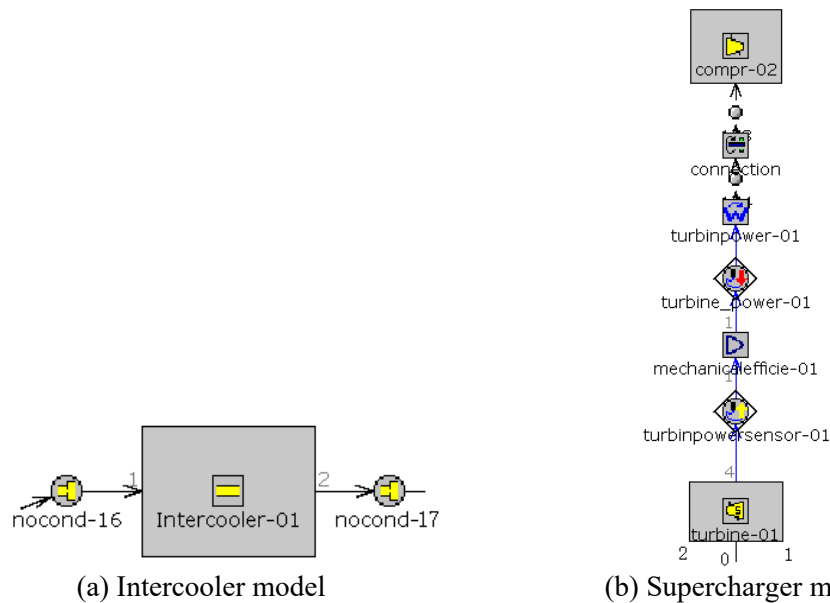 compr-02
connection
turbinpower-01
turbine_power-01
1
mechanicalefficie-01
1
turbinpowersensor-01
4
turbine-01
2 0 1
1 2
nocond-16 Intercooler-01 nocond-17
(a) Intercooler model (b) Supercharger m